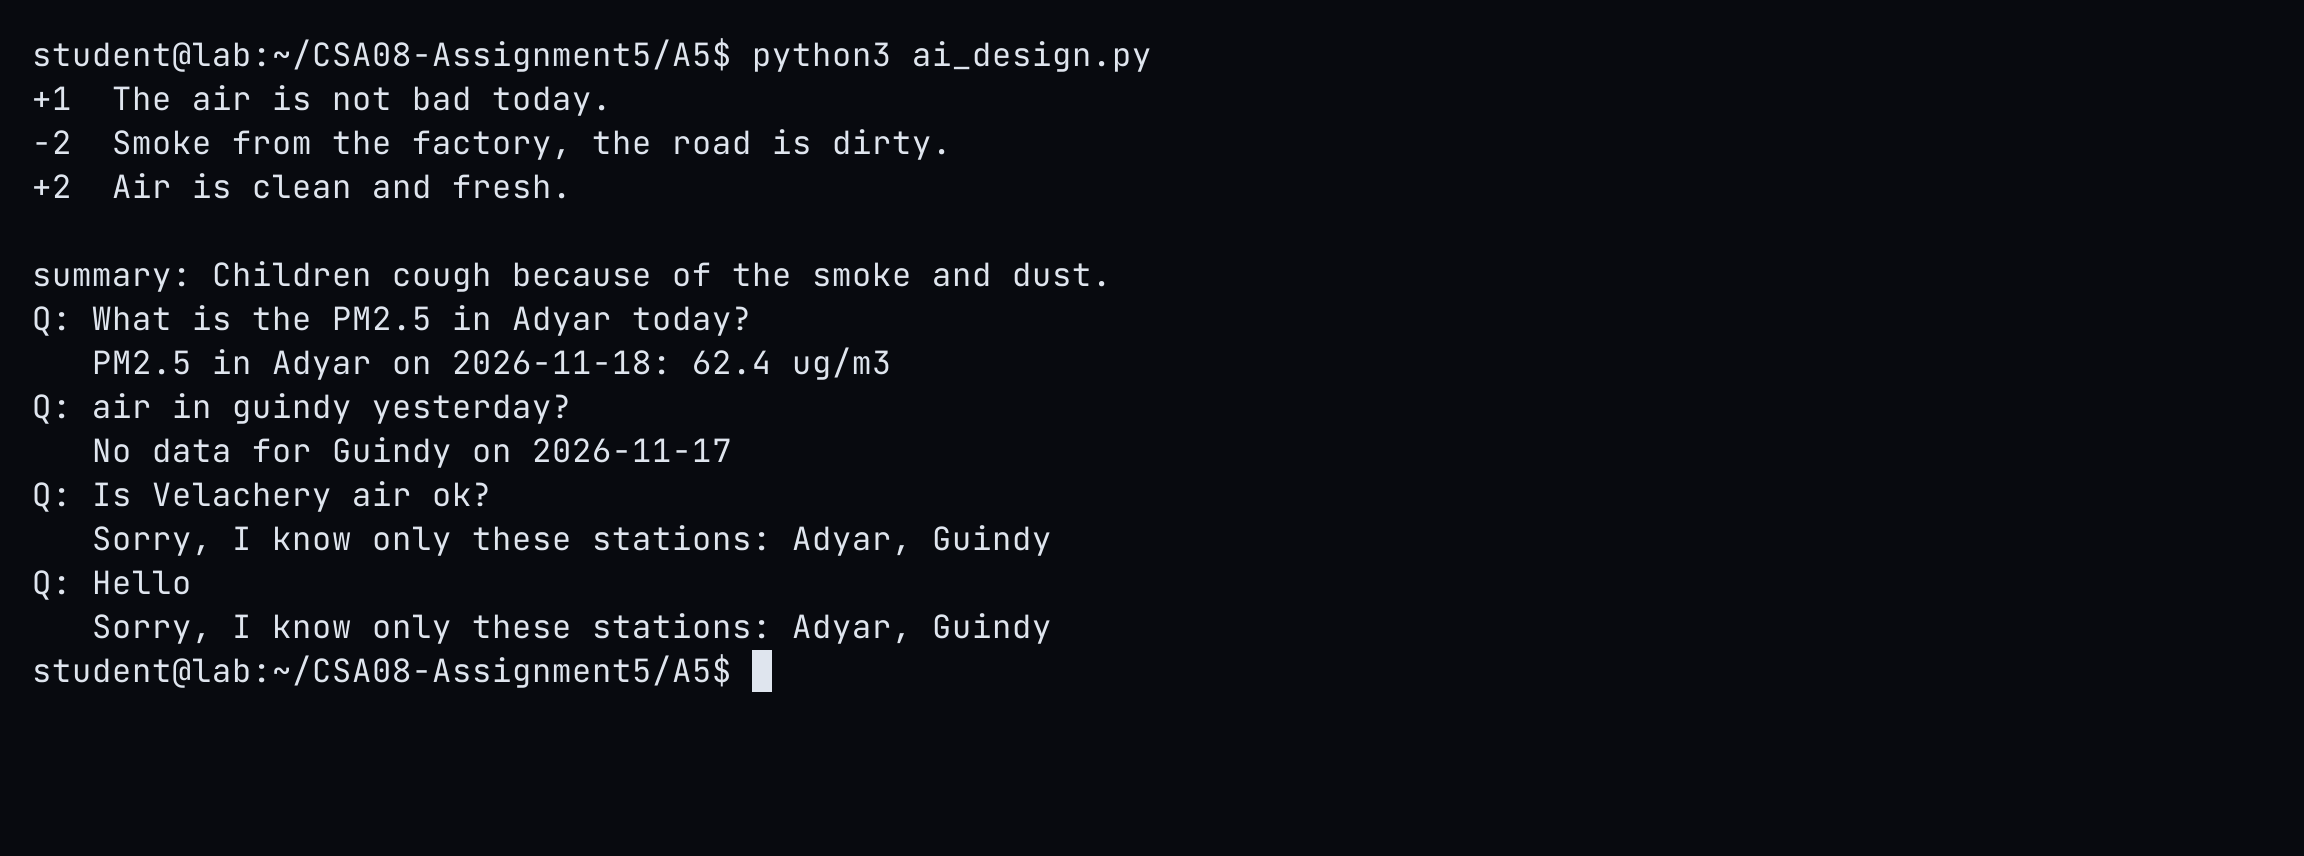 student@lab:~/CSA08-Assignment5/A5$ python3 ai_design.py
+1  The air is not bad today.
-2  Smoke from the factory, the road is dirty.
+2  Air is clean and fresh.

summary: Children cough because of the smoke and dust.
Q: What is the PM2.5 in Adyar today?
   PM2.5 in Adyar on 2026-11-18: 62.4 ug/m3
Q: air in guindy yesterday?
   No data for Guindy on 2026-11-17
Q: Is Velachery air ok?
   Sorry, I know only these stations: Adyar, Guindy
Q: Hello
   Sorry, I know only these stations: Adyar, Guindy
student@lab:~/CSA08-Assignment5/A5$